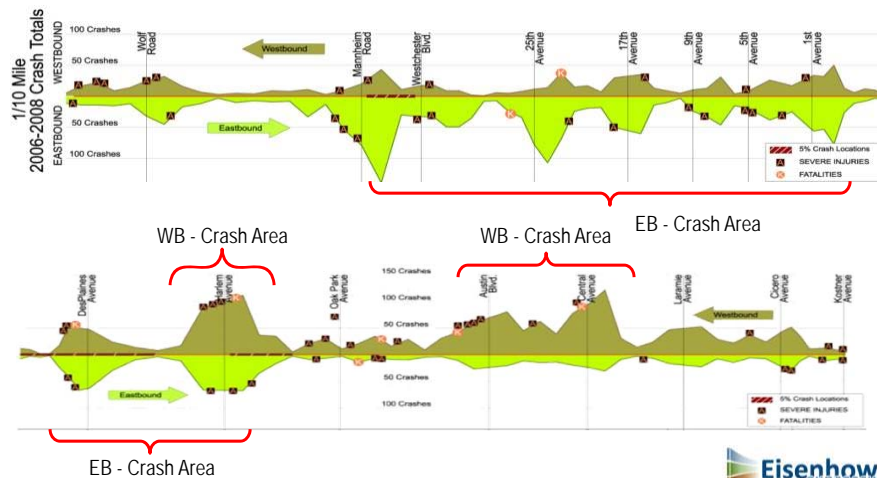 1/10 Mile
2006-2008 Crash Totals
EASTBOUND WESTBOUND
100 Crashes
50 Crashes
50 Crashes
100 Crashes
Westbound
Eastbound
Wolf
Road
Mannheim
Road
Westchester
Blvd.
25th
Avenue
17th
Avenue
9th
Avenue
5th
Avenue
1st
Avenue
5% Crash Locations
A SEVERE INJURIES
K FATALITIES
EB - Crash Area
WB - Crash Area
WB - Crash Area
150 Crashes
100 Crashes
50 Crashes
50 Crashes
100 Crashes
DesPlaines
Avenue
Harlem
Avenue
Oak Park
Avenue
Austin
Blvd.
Central
Avenue
Laramie
Avenue
Cicero
Avenue
Kostner
Avenue
Westbound
Eastbound
5% Crash Locations
A SEVERE INJURIES
K FATALITIES
EB - Crash Area
Eisenhow